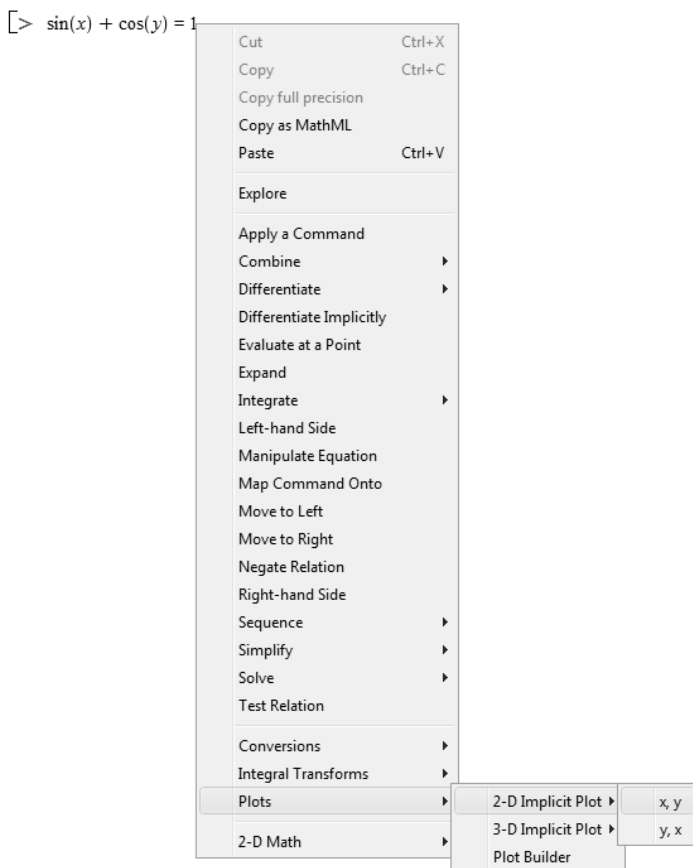 [> sin(x) + cos(y) = 1
Cut Ctrl+X
Copy Ctrl+C
Copy full precision
Copy as MathML
Paste Ctrl+V
Explore
Apply a Command
Combine
Differentiate
Differentiate Implicitly
Evaluate at a Point
Expand
Integrate
Left-hand Side
Manipulate Equation
Map Command Onto
Move to Left
Move to Right
Negate Relation
Right-hand Side
Sequence
Simplify
Solve
Test Relation
Conversions
Integral Transforms
Plots
2-D Math
2-D Implicit Plot
3-D Implicit Plot
Plot Builder
x, y
y, x